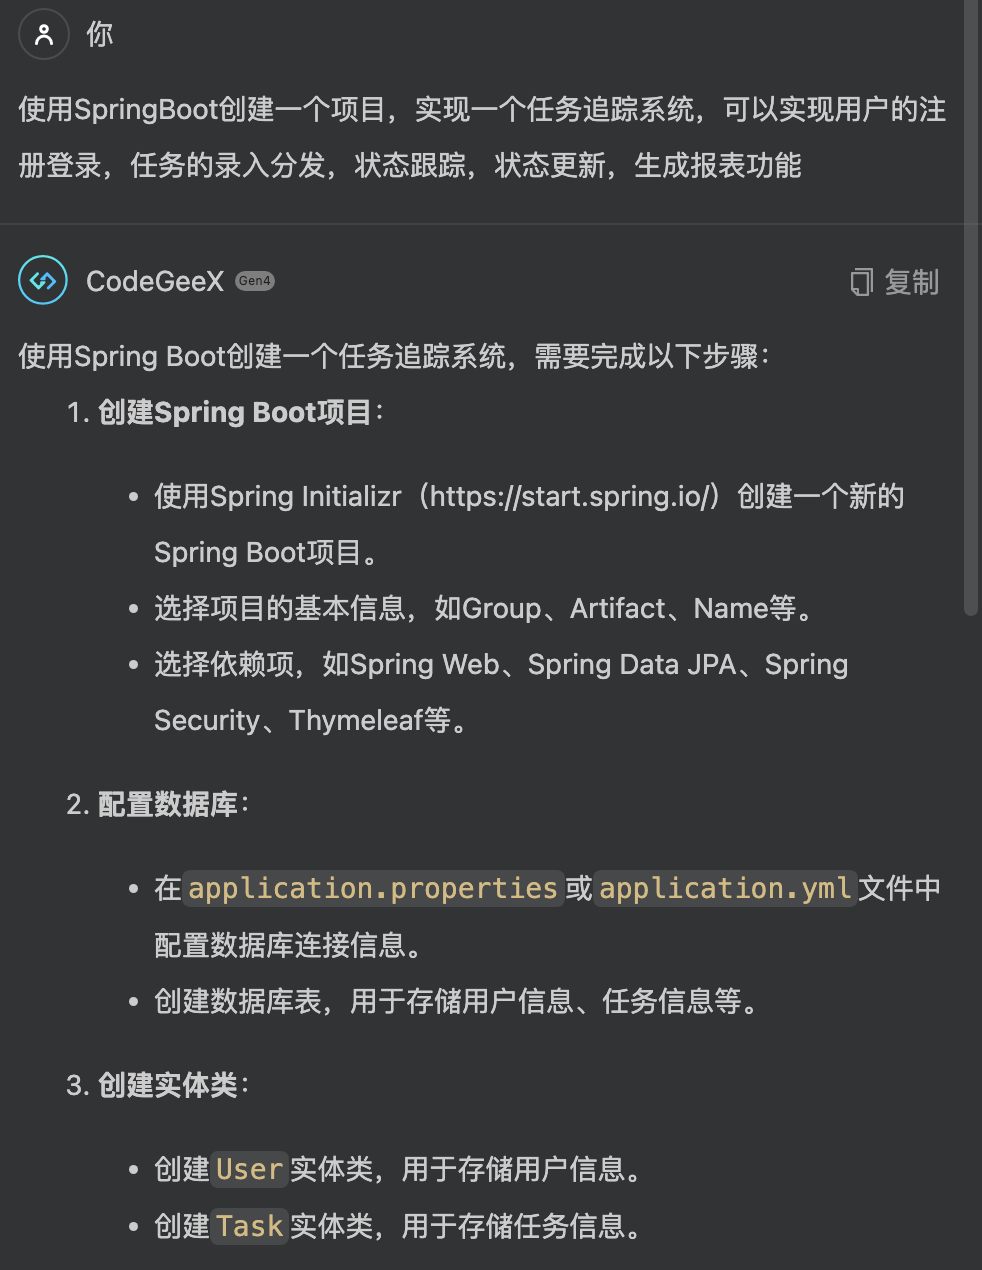 你
使用SpringBoot创建一个项目，实现一个任务追踪系统，可以实现用户的注
册登录，任务的录入分发，状态跟踪，状态更新，生成报表功能
CodeGeeX Gen4 复制
使用Spring Boot创建一个任务追踪系统，需要完成以下步骤：
1. 创建Spring Boot项目：
• 使用Spring Initializr（https://start.spring.io/）创建一个新的
Spring Boot项目。
• 选择项目的基本信息，如Group、Artifact、Name等。
• 选择依赖项，如Spring Web、Spring Data JPA、Spring
Security、Thymeleaf等。
2. 配置数据库：
• 在application.properties或application.yml文件中
配置数据库连接信息。
• 创建数据库表，用于存储用户信息、任务信息等。
3. 创建实体类：
• 创建User实体类，用于存储用户信息。
• 创建Task实体类，用于存储任务信息。